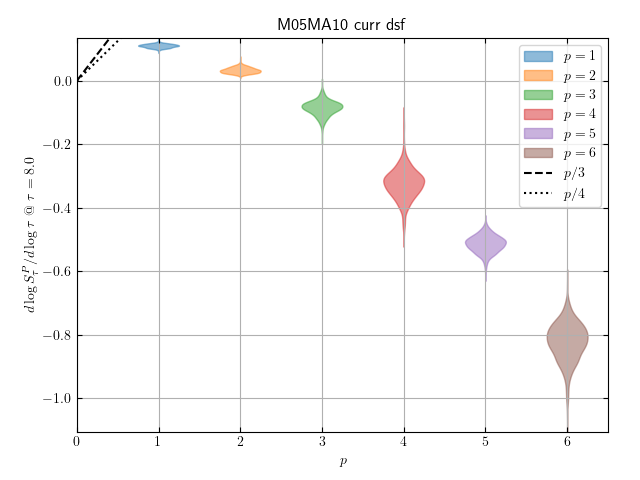 M05MA10 curr dsf
d log S_τ^P / d log τ @ τ = 8.0
0.0
−0.2
−0.4
−0.6
−0.8
−1.0
0 1 2 3 4 5 6
p
p = 1
p = 2
p = 3
p = 4
p = 5
p = 6
p/3
p/4